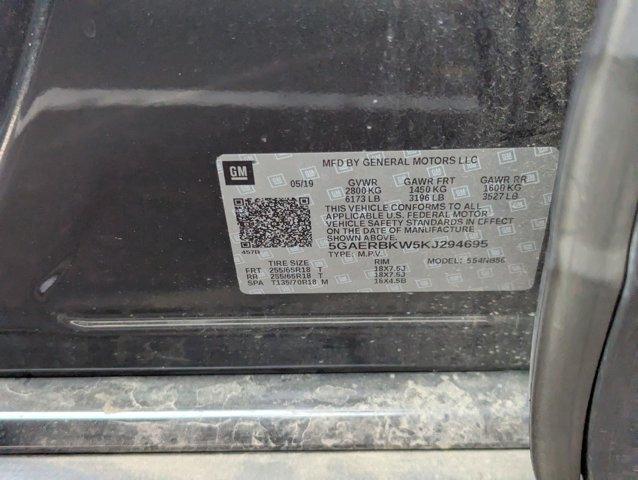 GM
MFD BY GENERAL MOTORS LLC
05/19 GVWR GAWR FRT GAWR RR
2800 KG 1450 KG 1600 KG
6173 LB 3196 LB 3527 LB
THIS VEHICLE CONFORMS TO ALL
APPLICABLE U.S. FEDERAL MOTOR
VEHICLE SAFETY STANDARDS IN EFFECT
ON THE DATE OF MANUFACTURE SHOWN ABOVE.
5GAERBKW5KJ294695
457B TYPE: M.P.V.
TIRE SIZE RIM MODEL:
FRT 255/65R18 T 18X7.5J
RR 255/65R18 T 18X7.5J
SPA T135/70R18 M 18X4.5B